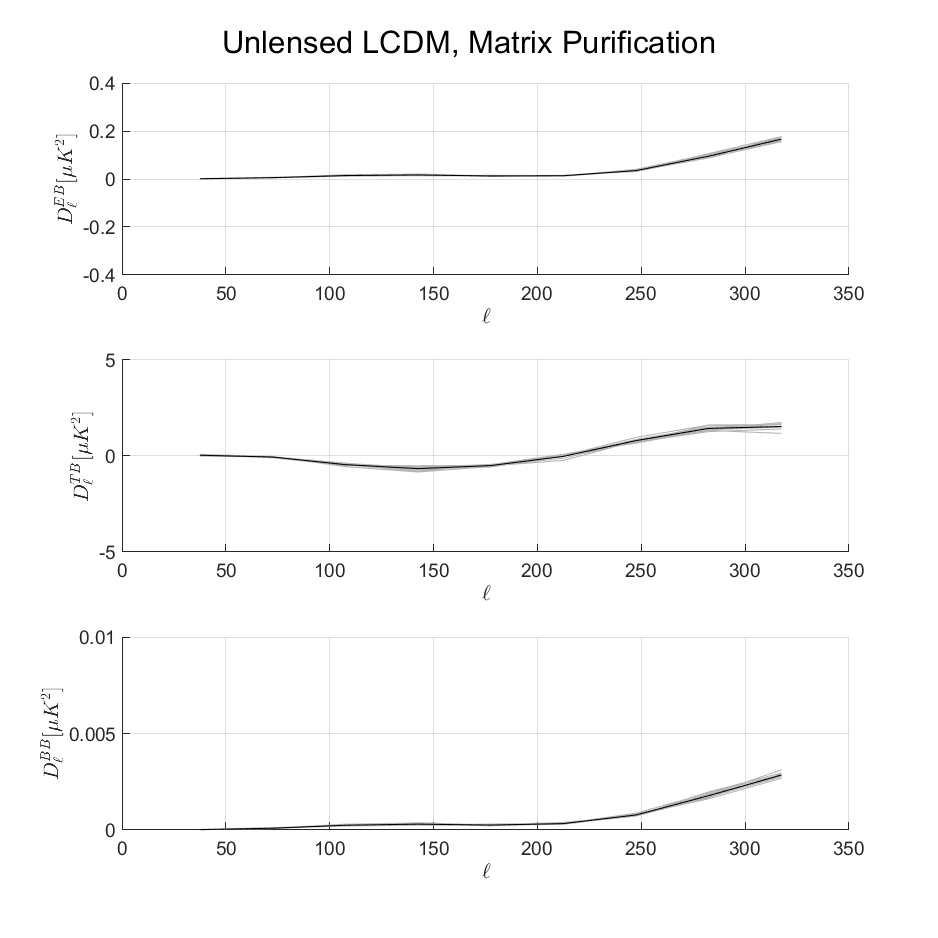 Unlensed LCDM, Matrix Purification
0.4
0.2
0
-0.2
-0.4
D_ℓ^{EB}[μK^2]
0 50 100 150 200 250 300 350
ℓ
5
0
-5
D_ℓ^{TB}[μK^2]
0 50 100 150 200 250 300 350
ℓ
0.01
0.005
0
D_ℓ^{BB}[μK^2]
0 50 100 150 200 250 300 350
ℓ